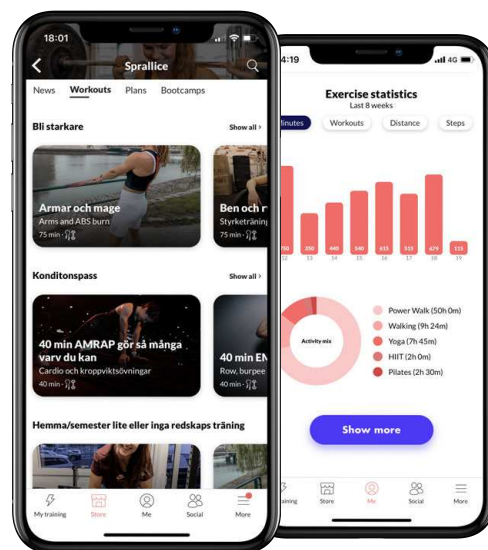 18:01
Sprallice
News Workouts Plans Bootcamps
Bli starkare Show all >
Armar och mage
Arms and ABS burn
75 min
Ben och r
Styrketränin
75 min
Konditonspass Show all >
40 min AMRAP gör så många
varv du kan
Cardio och kroppviktsövningar
40 min
40 min EN
Row, burpee
40 min
Hemma/semester lite eller inga redskaps träning
My training Store Me Social More
4:19 4G
Exercise statistics
Last 8 weeks
inutes Workouts Distance Steps
750 250 440 540 615 515 679 115
12 13 14 15 16 17 18 19
Activity mix
Power Walk (50h 0m)
Walking (9h 24m)
Yoga (7h 45m)
HIIT (2h 0m)
Pilates (2h 30m)
Show more
aining Store Me Social More